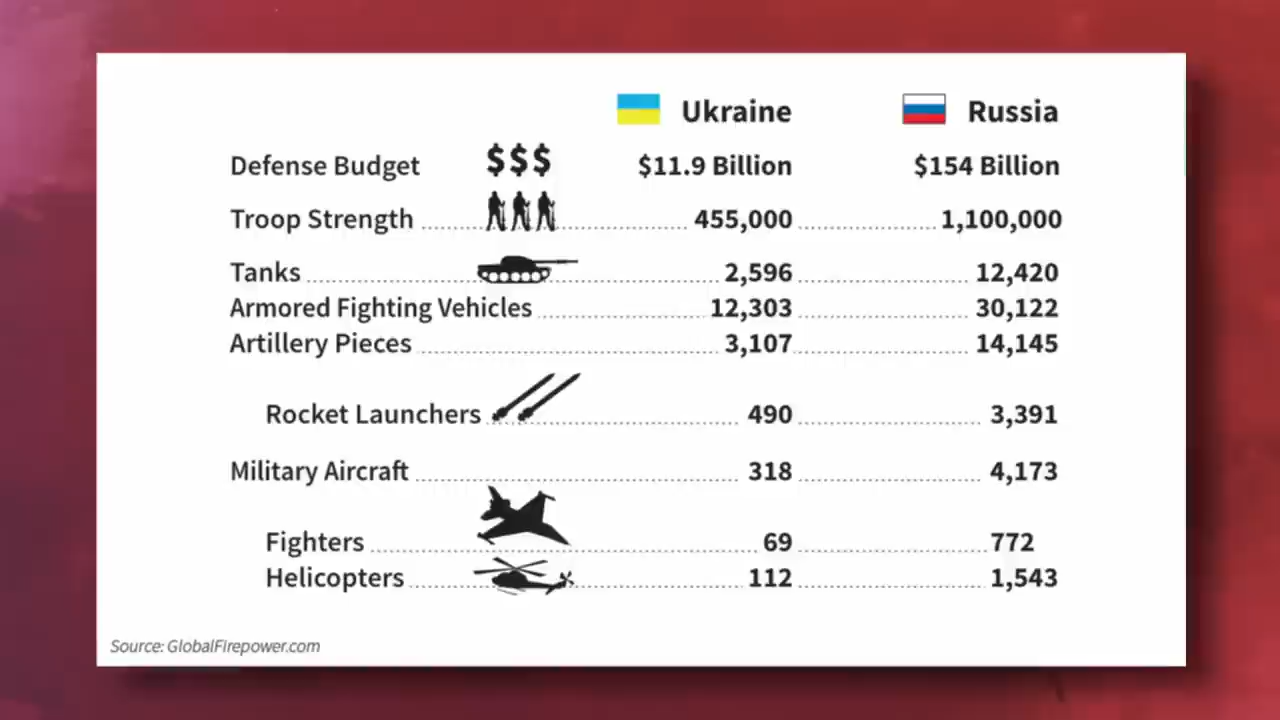 Ukraine Russia
Defense Budget $$$ $11.9 Billion $154 Billion
Troop Strength 455,000 1,100,000
Tanks 2,596 12,420
Armored Fighting Vehicles 12,303 30,122
Artillery Pieces 3,107 14,145
Rocket Launchers 490 3,391
Military Aircraft 318 4,173
Fighters 69 772
Helicopters 112 1,543
Source: GlobalFirepower.com